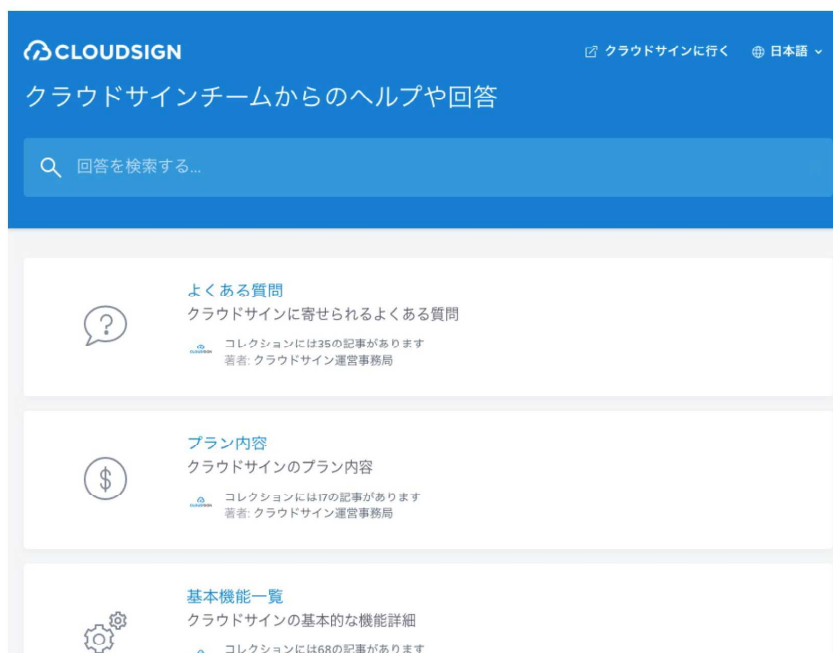 CLOUDSIGN
クラウドサインに行く 日本語
クラウドサインチームからのヘルプや回答
回答を検索する...
よくある質問
クラウドサインに寄せられるよくある質問
コレクションには35の記事があります
著者: クラウドサイン運営事務局
プラン内容
クラウドサインのプラン内容
コレクションには17の記事があります
著者: クラウドサイン運営事務局
基本機能一覧
クラウドサインの基本的な機能詳細
コレクションには68の記事があります